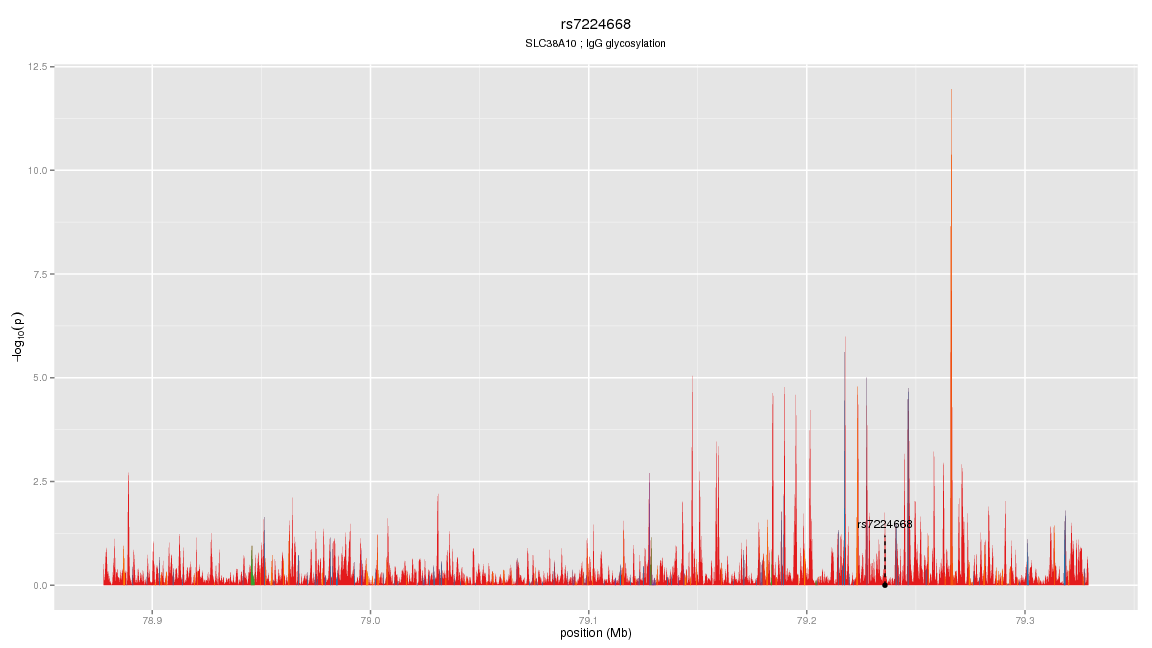 rs7224668
SLC38A10 ; IgG glycosylation
12.5
10.0
7.5
5.0
2.5
0.0
−log10(p)
rs7224668
78.9
79.0
79.1
79.2
79.3
position (Mb)